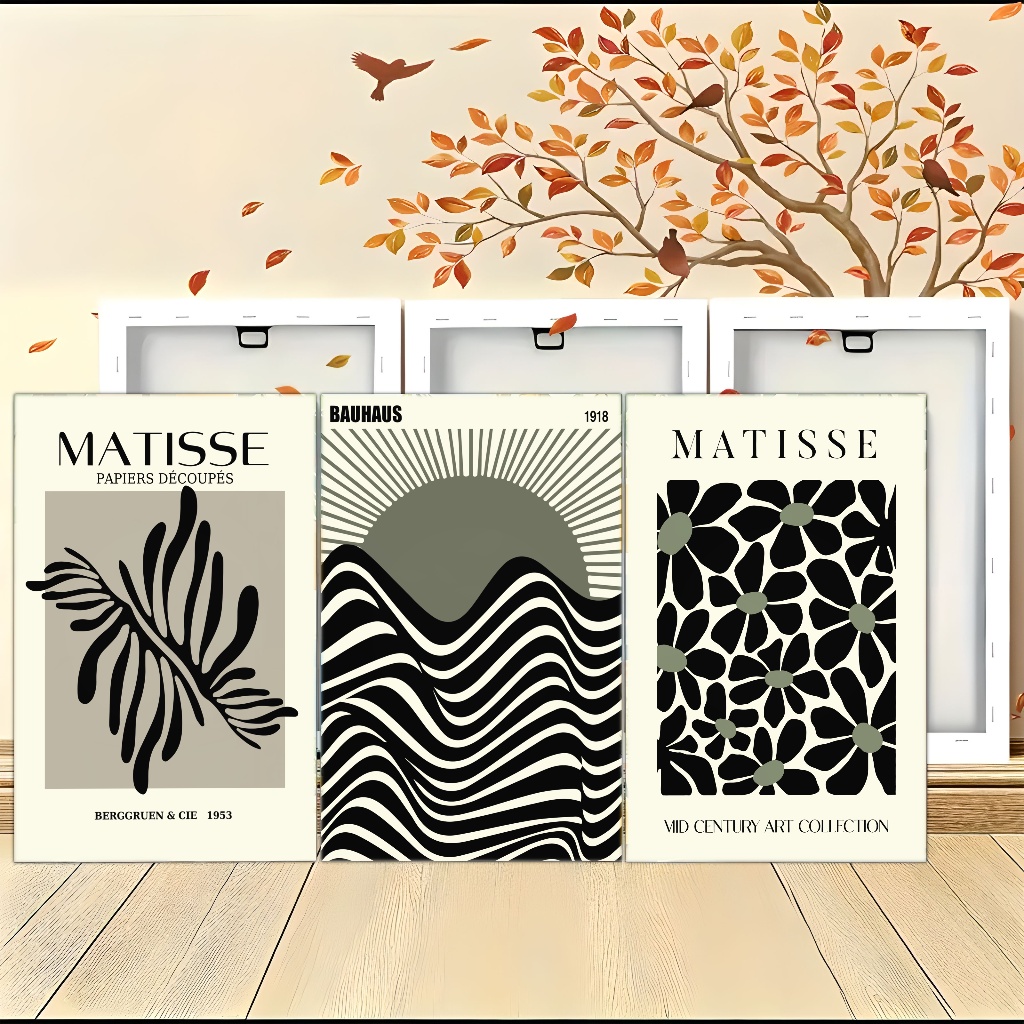 MATISSE
PAPIERS DÉCOUPÉS
BERGGRUEN & CIE 1953
BAUHAUS 1918
MATISSE
MID CENTURY ART COLLECTION